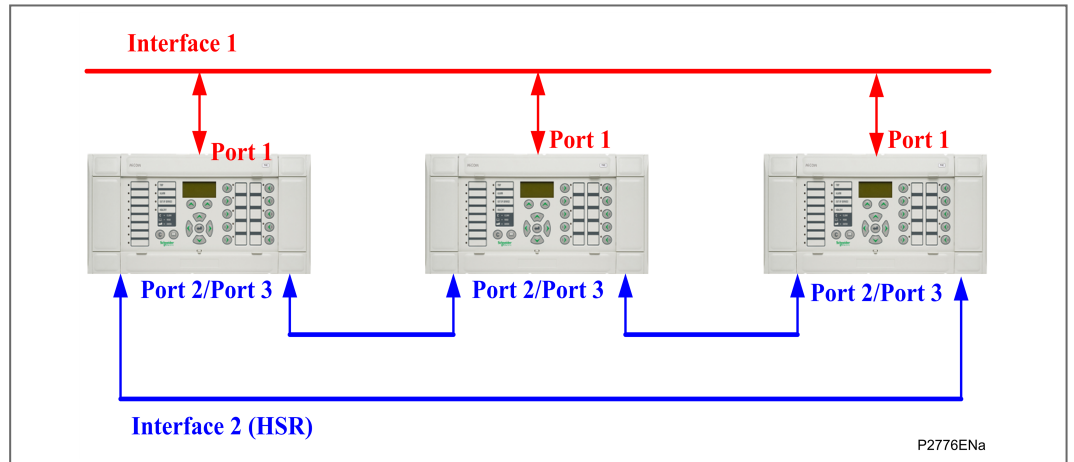 Interface 1
Port 1
Port 1
Port 1
Port 2/Port 3
Port 2/Port 3
Port 2/Port 3
Interface 2 (HSR)
P2776ENa